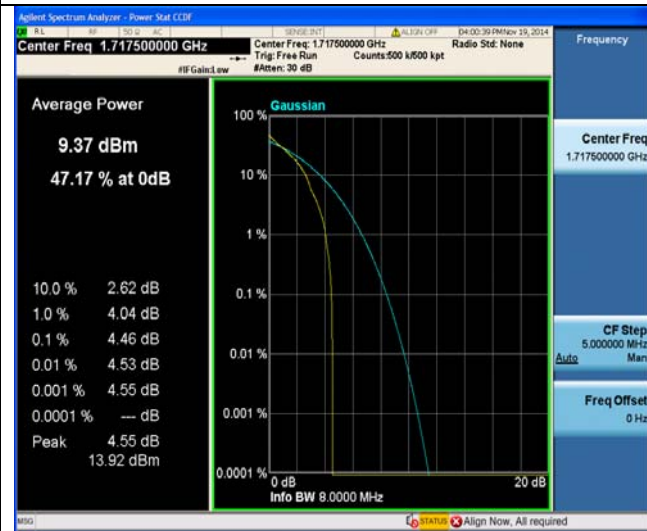 Agilent Spectrum Analyzer - Power Stat CCDF
RL RF 50 Ω AC SENSE:INT ALIGN OFF 04:00:39 PM Nov 19, 2014
Center Freq 1.717500000 GHz
Center Freq: 1.717500000 GHz Radio Std: None
Trig: Free Run Counts:500 k/500 kpt
#IFGain:Low #Atten: 30 dB
Frequency
Average Power
9.37 dBm
47.17 % at 0dB
10.0 % 2.62 dB
1.0 % 4.04 dB
0.1 % 4.46 dB
0.01 % 4.53 dB
0.001 % 4.55 dB
0.0001 % --- dB
Peak 4.55 dB
13.92 dBm
Gaussian
100 %
10 %
1 %
0.1 %
0.01 %
0.001 %
0.0001 %
0 dB 20 dB
Info BW 8.0000 MHz
Center Freq
1.717500000 GHz
CF Step
5.000000 MHz
Auto Man
Freq Offset
0 Hz
MSG STATUS Align Now, All required